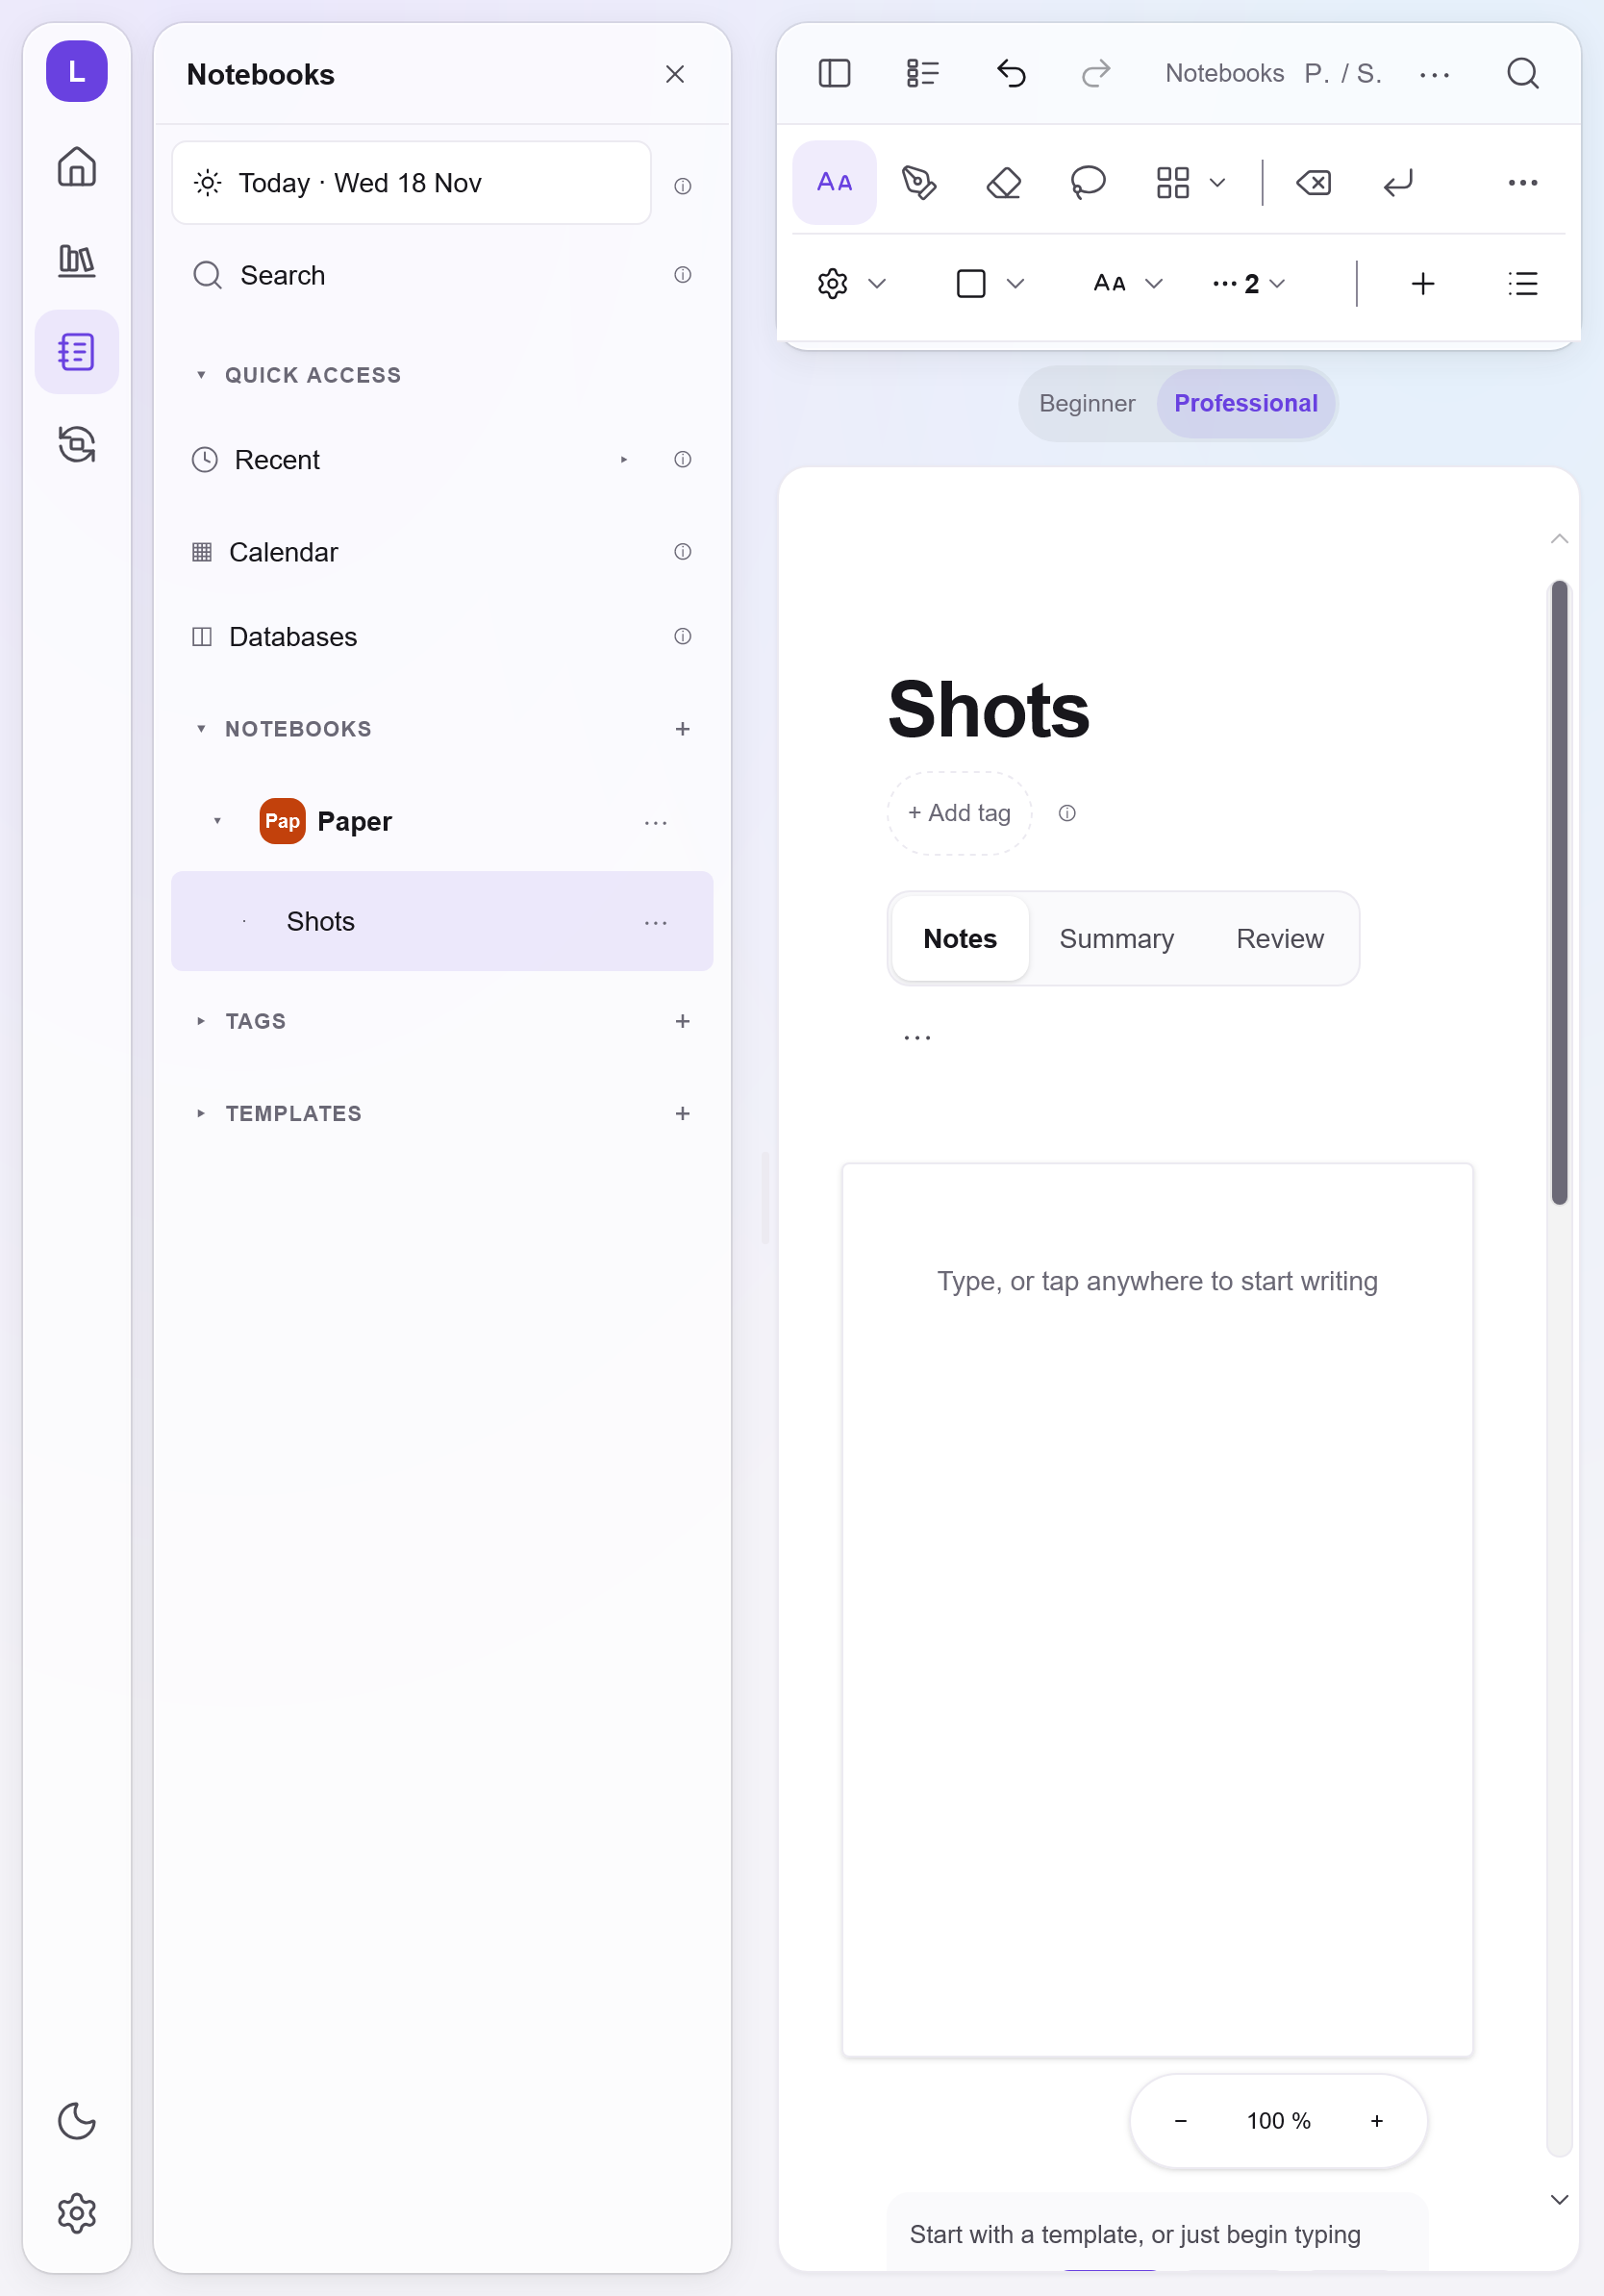 L
Notebooks
Today · Wed 18 Nov
Search
QUICK ACCESS
Recent
Calendar
Databases
NOTEBOOKS
+
Pap Paper
...
Shots
...
TAGS
+
TEMPLATES
+
Notebooks P. / S. ...
AA
AA
... 2
Beginner Professional
Shots
+ Add tag
Notes Summary Review
...
Type, or tap anywhere to start writing
− 100 % +
Start with a template, or just begin typing